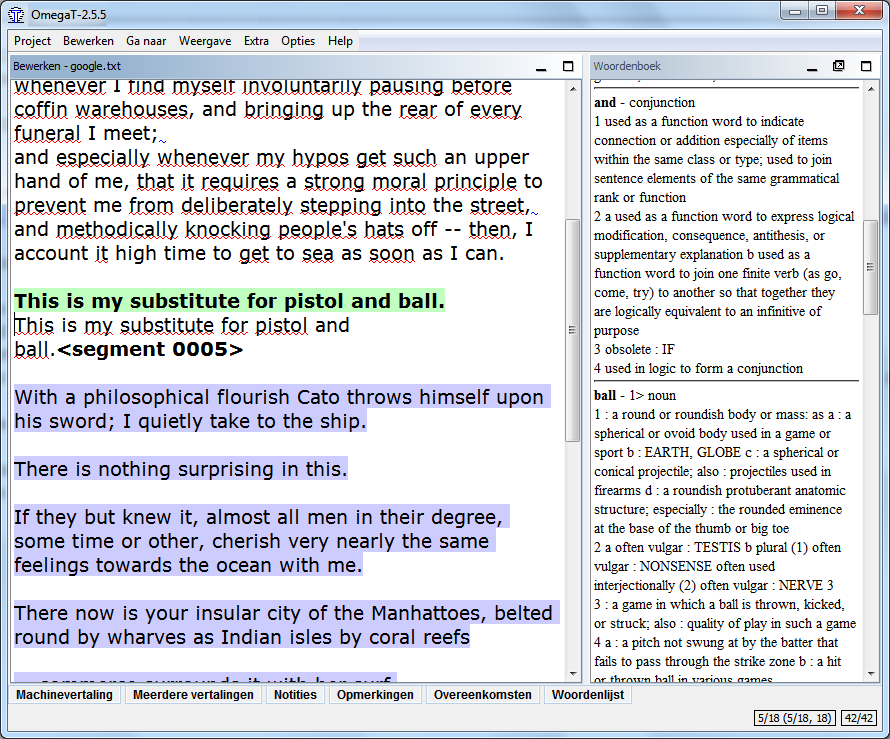 OmegaT-2.5.5
Project Bewerken Ga naar Weergave Extra Opties Help
Bewerken - google.txt
whenever I find myself involuntarily pausing before
coffin warehouses, and bringing up the rear of every
funeral I meet;
and especially whenever my hypos get such an upper
hand of me, that it requires a strong moral principle to
prevent me from deliberately stepping into the street,
and methodically knocking people's hats off -- then, I
account it high time to get to sea as soon as I can.
This is my substitute for pistol and ball.
This is my substitute for pistol and
ball.<segment 0005>
With a philosophical flourish Cato throws himself upon
his sword; I quietly take to the ship.
There is nothing surprising in this.
If they but knew it, almost all men in their degree,
some time or other, cherish very nearly the same
feelings towards the ocean with me.
There now is your insular city of the Manhattoes, belted
round by wharves as Indian isles by coral reefs
commerce surrounds it with her surf.
Woordenboek
and - conjunction
1 used as a function word to indicate
connection or addition especially of items
within the same class or type; used to join
sentence elements of the same grammatical
rank or function
2 a used as a function word to express logical
modification, consequence, antithesis, or
supplementary explanation b used as a
function word to join one finite verb (as go,
come, try) to another so that together they
are logically equivalent to an infinitive of
purpose
3 obsolete : IF
4 used in logic to form a conjunction
ball - 1> noun
1 : a round or roundish body or mass: as a : a
spherical or ovoid body used in a game or
sport b : EARTH, GLOBE c : a spherical or
conical projectile; also : projectiles used in
firearms d : a roundish protuberant anatomic
structure; especially : the rounded eminence
at the base of the thumb or big toe
2 a often vulgar : TESTIS b plural (1) often
vulgar : NONSENSE often used
interjectionally (2) often vulgar : NERVE 3
3 : a game in which a ball is thrown, kicked,
or struck; also : quality of play in such a game
4 a : a pitch not swung at by the batter that
fails to pass through the strike zone b : a hit
or thrown ball in various games
Machinevertaling Meerdere vertalingen Notities Opmerkingen Overeenkomsten Woordenlijst
5/18 (5/18, 18) 42/42